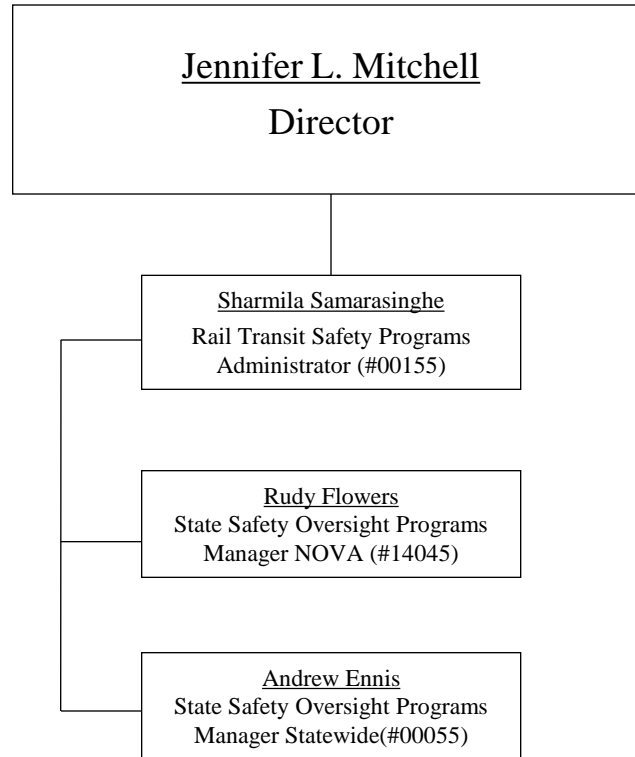 Jennifer L. Mitchell
Director
Sharmila Samarasinghe
Rail Transit Safety Programs
Administrator (#00155)
Rudy Flowers
State Safety Oversight Programs
Manager NOVA (#14045)
Andrew Ennis
State Safety Oversight Programs
Manager Statewide(#00055)